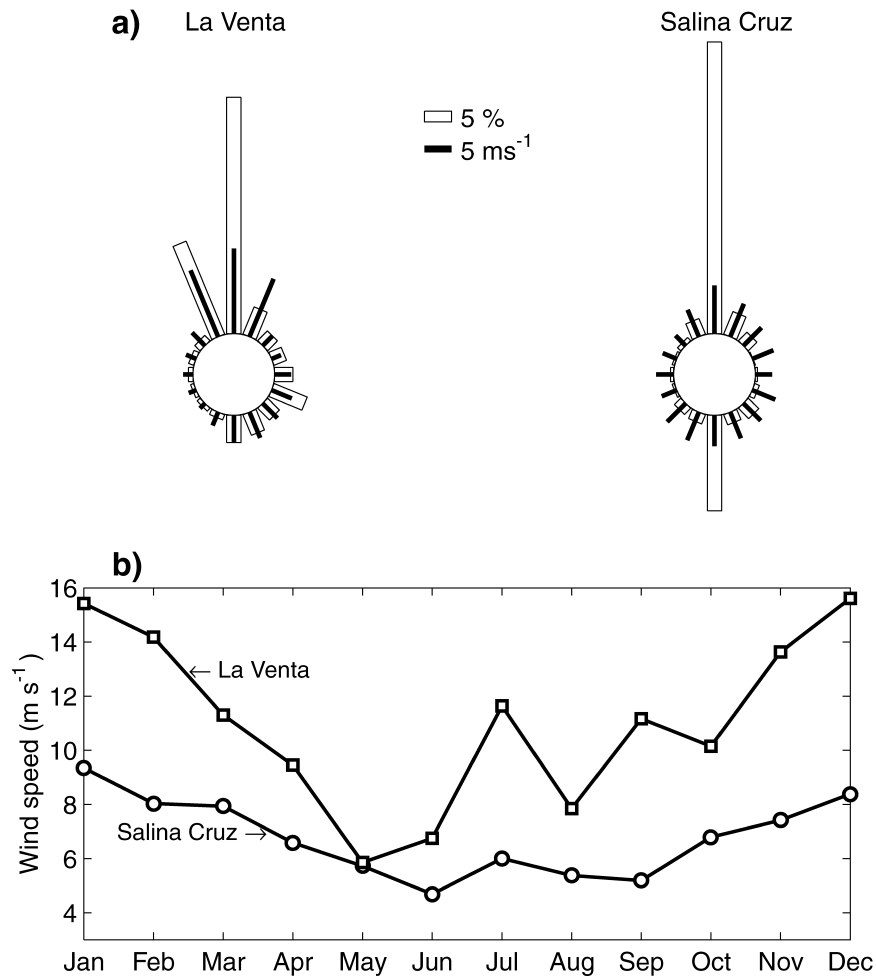 a) La Venta Salina Cruz
5 %
5 ms⁻¹
b)
16
14
12
10
8
6
4
Wind speed (m s⁻¹ )
← La Venta
Salina Cruz →
Jan Feb Mar Apr May Jun Jul Aug Sep Oct Nov Dec